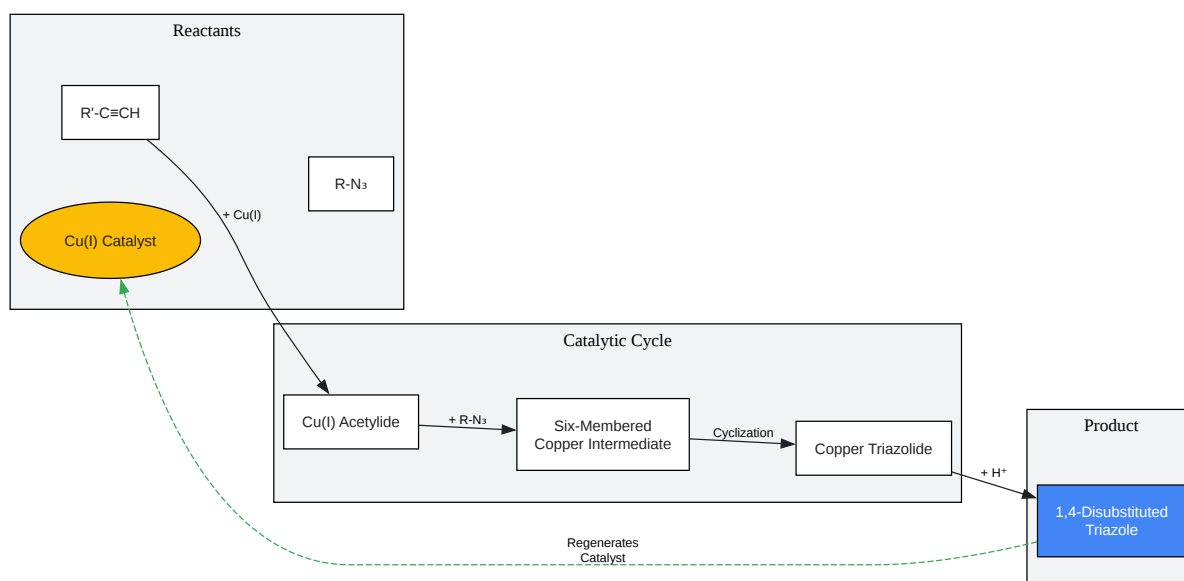 Reactants
R'-C≡CH
R-N₃
+ Cu(I)
Cu(I) Catalyst
Catalytic Cycle
Cu(I) Acetylide
+ R-N₃
Six-Membered
Copper Intermediate
Cyclization
Copper Triazolide
+ H⁺
Product
1,4-Disubstituted
Triazole
Regenerates
Catalyst